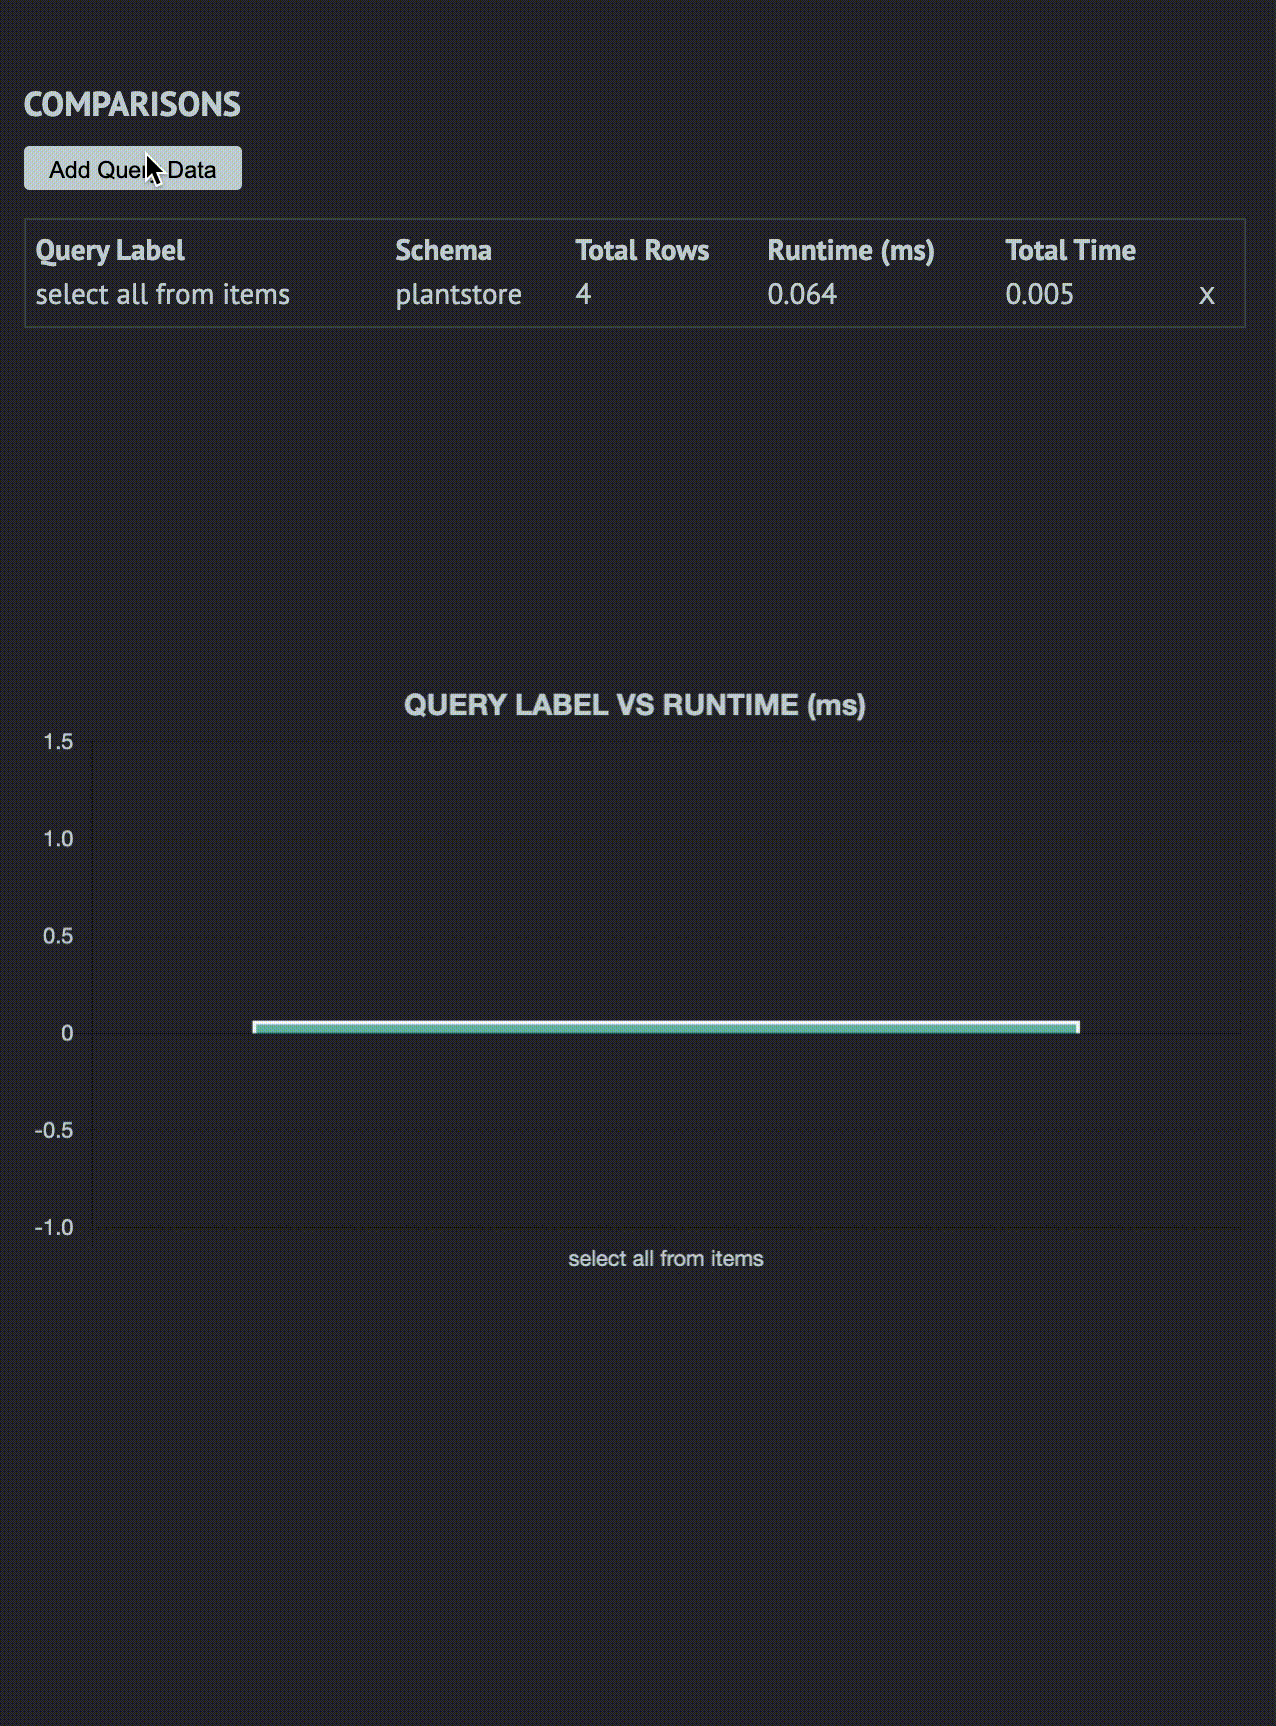 COMPARISONS
Add Query Data
Query Label Schema Total Rows Runtime (ms) Total Time
select all from items plantstore 4 0.064 0.005 X
QUERY LABEL VS RUNTIME (ms)
1.5
1.0
0.5
0
-0.5
-1.0
select all from items